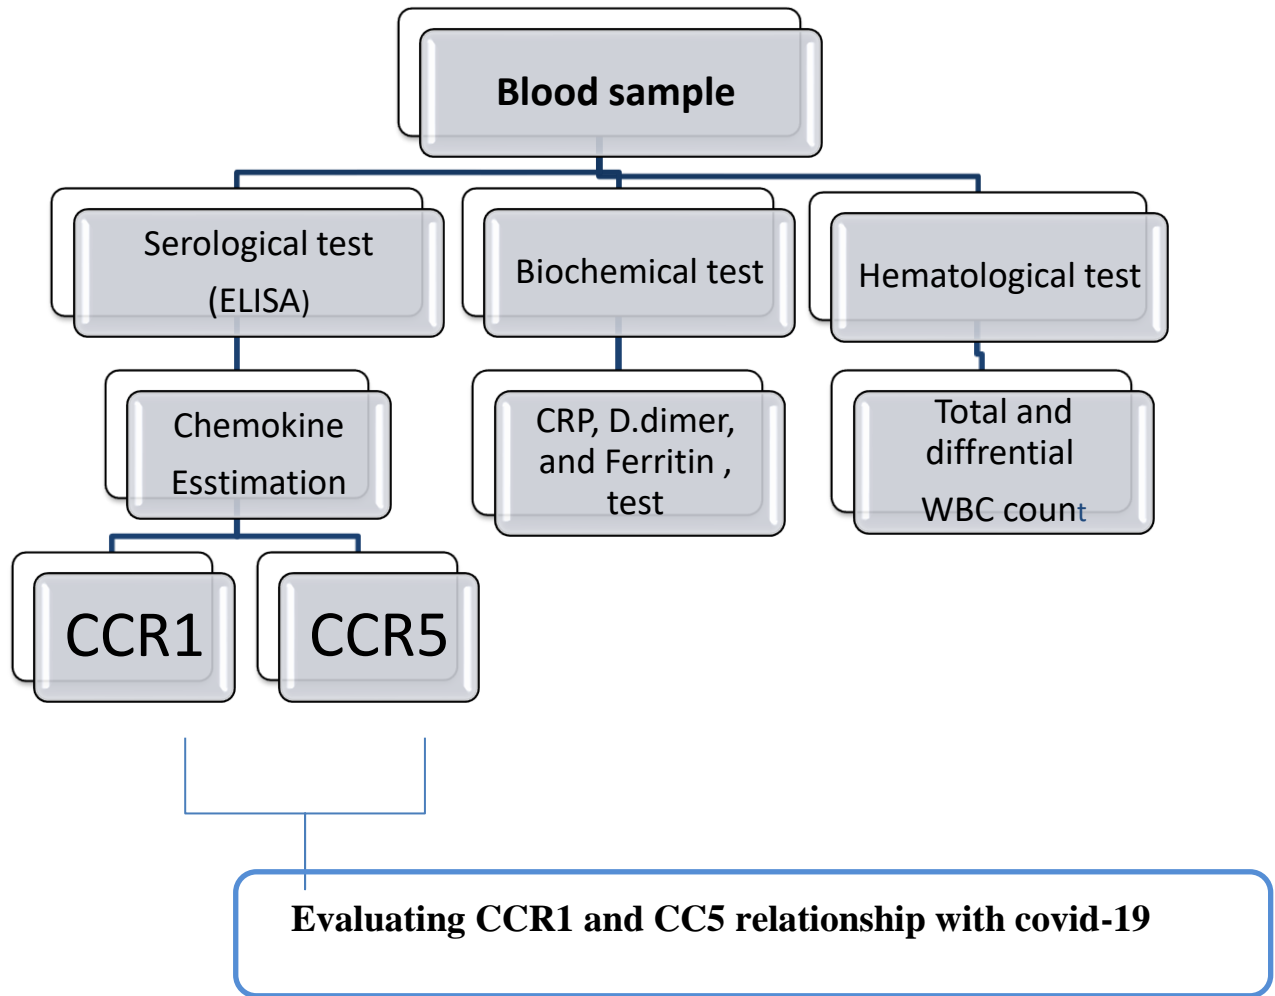 Blood sample
Serological test
(ELISA)
Biochemical test
Hematological test
Chemokine
Esstimation
CRP, D.dimer,
and Ferritin ,
test
Total and
diffrential
WBC count
CCR1
CCR5
Evaluating CCR1 and CC5 relationship with covid-19